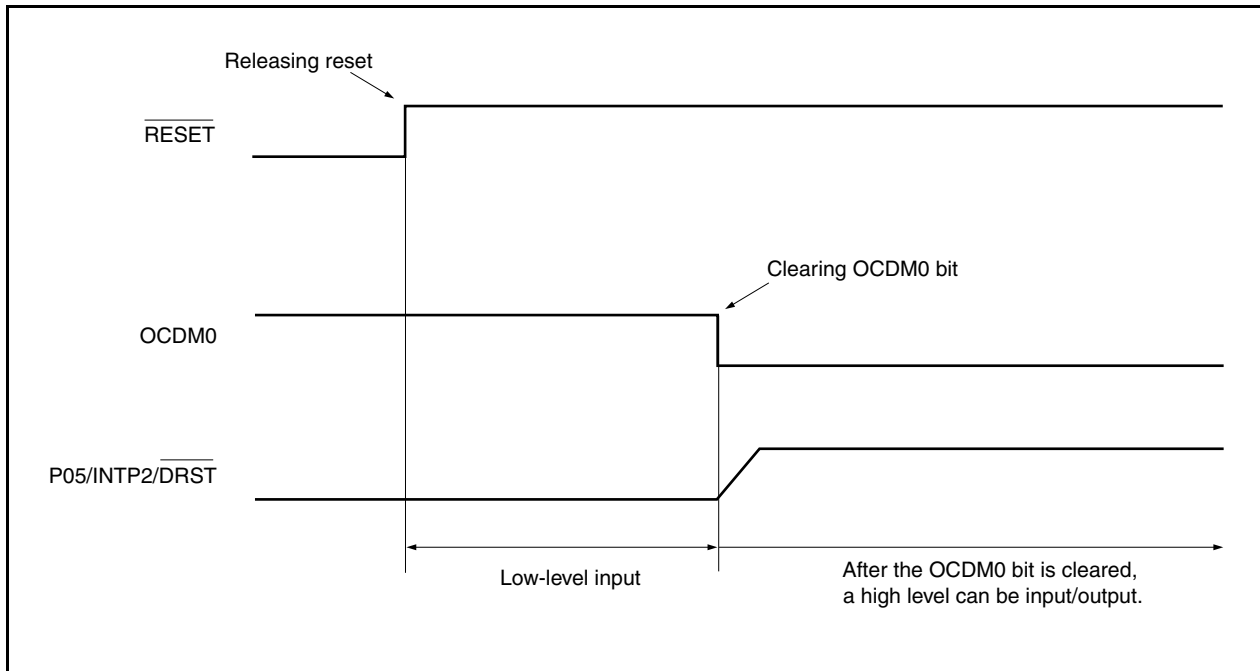 Releasing reset
RESET
Clearing OCDM0 bit
OCDM0
P05/INTP2/DRST
Low-level input
After the OCDM0 bit is cleared,
a high level can be input/output.